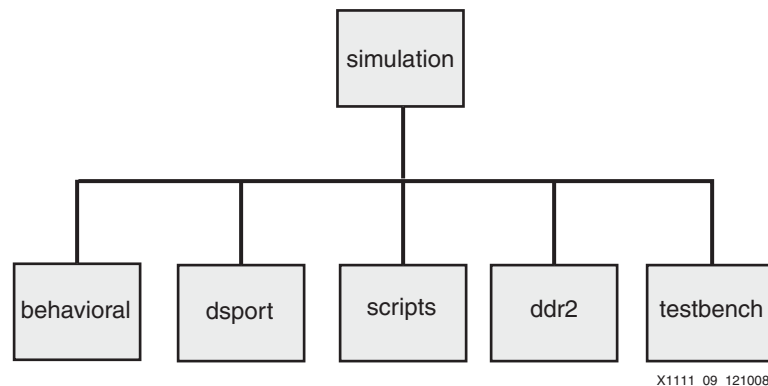 simulation
behavioral
dsport
scripts
ddr2
testbench
X1111_09_121008